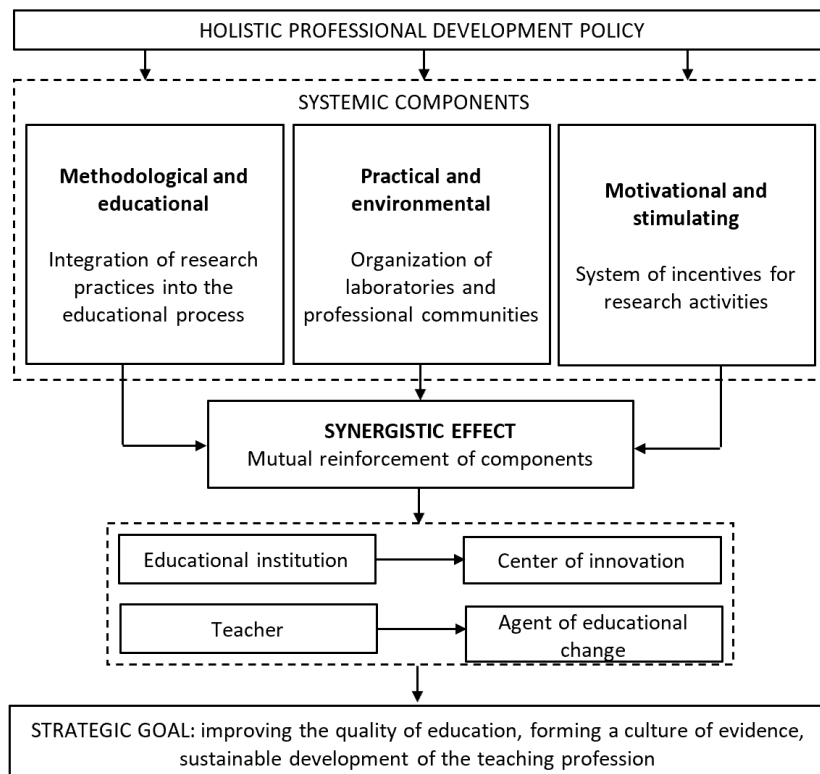 HOLISTIC PROFESSIONAL DEVELOPMENT POLICY
SYSTEMIC COMPONENTS
Methodological and
educational
Integration of research
practices into the
educational process
Practical and
environmental
Organization of
laboratories and
professional communities
Motivational and
stimulating
System of incentives for
research activities
SYNERGISTIC EFFECT
Mutual reinforcement of components
Educational institution
Center of innovation
Teacher
Agent of educational
change
STRATEGIC GOAL: improving the quality of education, forming a culture of evidence,
sustainable development of the teaching profession